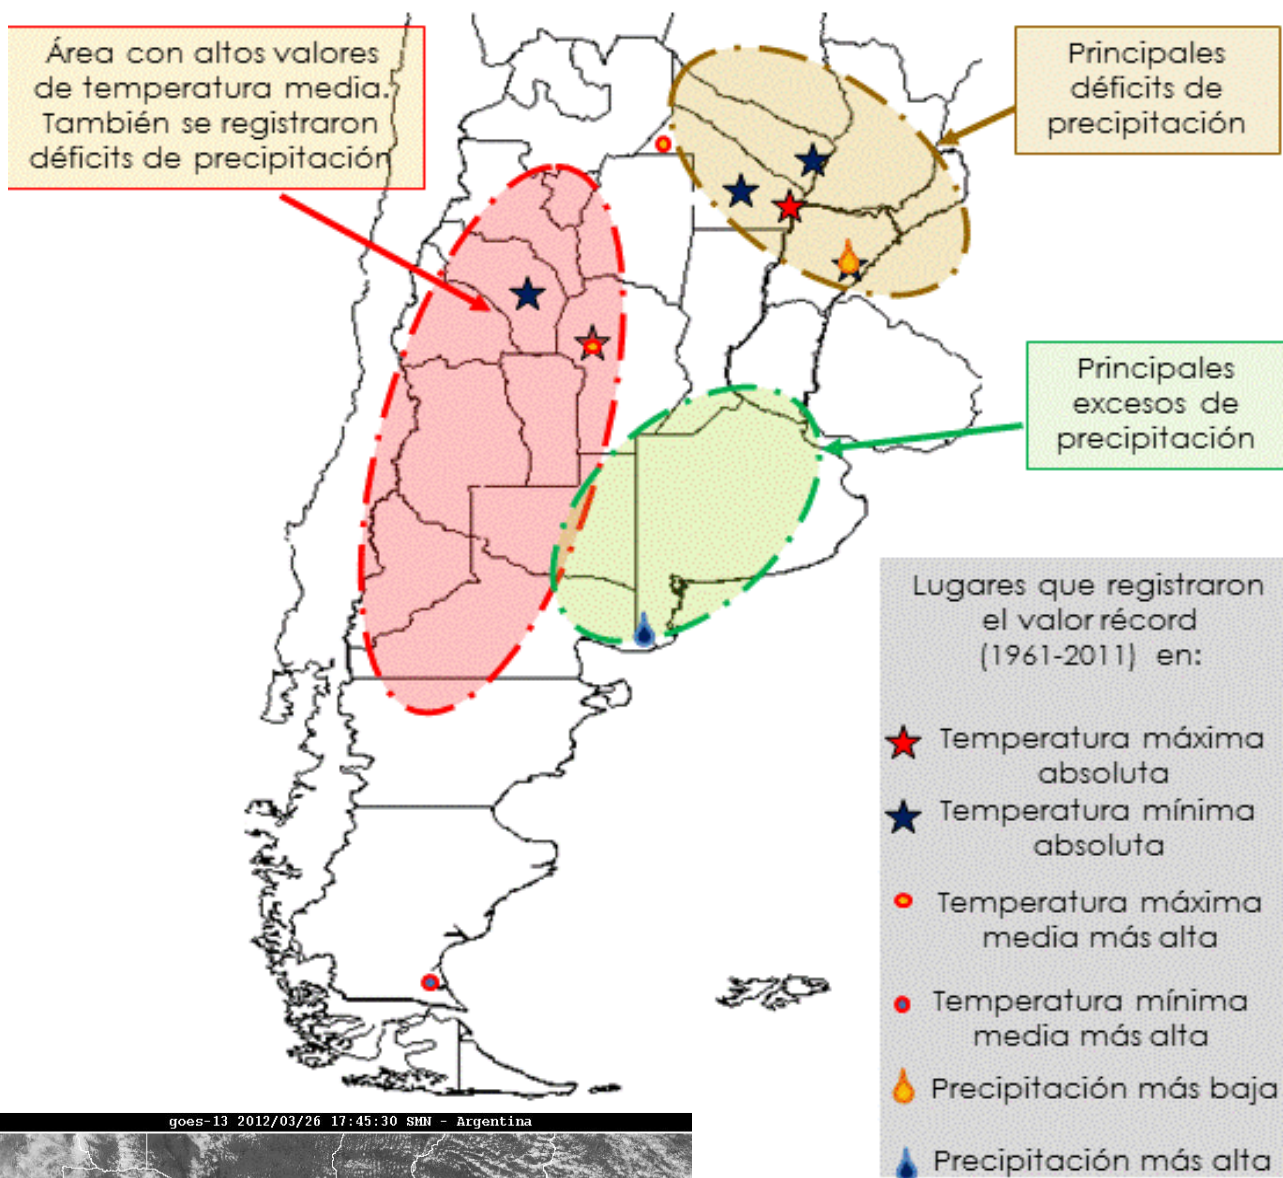 Área con altos valores
de temperatura media.
También se registraron
déficits de precipitación
Principales
déficits de
precipitación
Principales
excesos de
precipitación
Lugares que registraron
el valor récord
(1961-2011) en:
Temperatura máxima
absoluta
Temperatura mínima
absoluta
Temperatura máxima
media más alta
Temperatura mínima
media más alta
Precipitación más baja
Precipitación más alta
goes-13 2012/03/26 17:45:30 SMN - Argentina